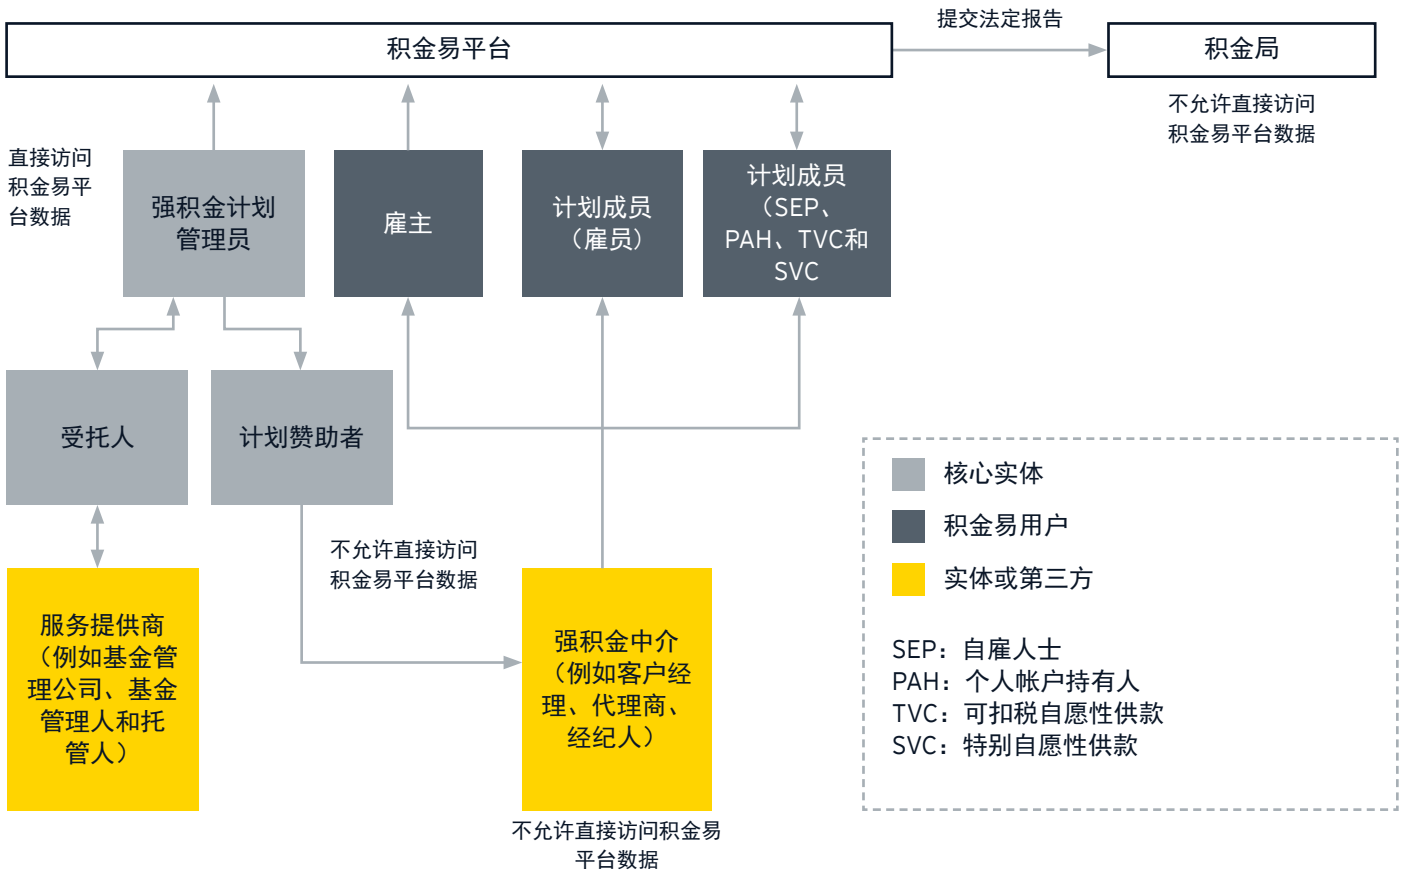 提交法定报告
积金易平台
积金局
不允许直接访问
积金易平台数据
直接访问
积金易平
台数据
强积金计划
管理员
雇主
计划成员
（雇员）
计划成员
（SEP、
PAH、TVC和
SVC
受托人
计划赞助者
不允许直接访问
积金易平台数据
服务提供商
（例如基金管
理公司、基金
管理人和托
管人）
强积金中介
（例如客户经
理、代理商、
经纪人）
不允许直接访问积金易
平台数据
核心实体
积金易用户
实体或第三方
SEP：自雇人士
PAH：个人帐户持有人
TVC：可扣税自愿性供款
SVC：特别自愿性供款